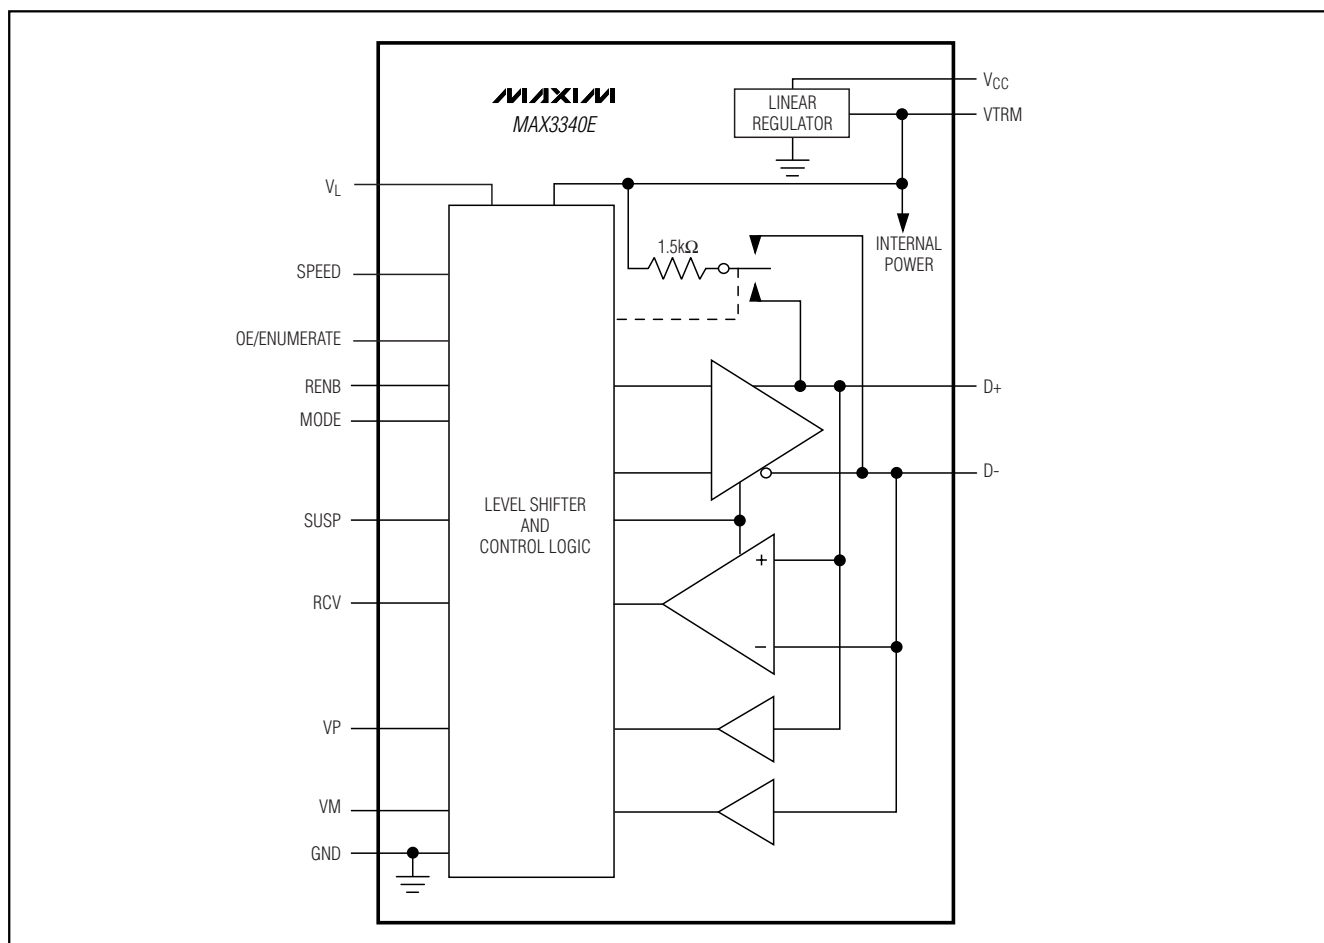 MAXIM
MAX3340E
VCC
LINEAR
REGULATOR
VTRM
VL
INTERNAL
POWER
1.5kΩ
SPEED
OE/ENUMERATE
RENB
D+
MODE
D-
LEVEL SHIFTER
AND
CONTROL LOGIC
SUSP
+
RCV
−
VP
VM
GND